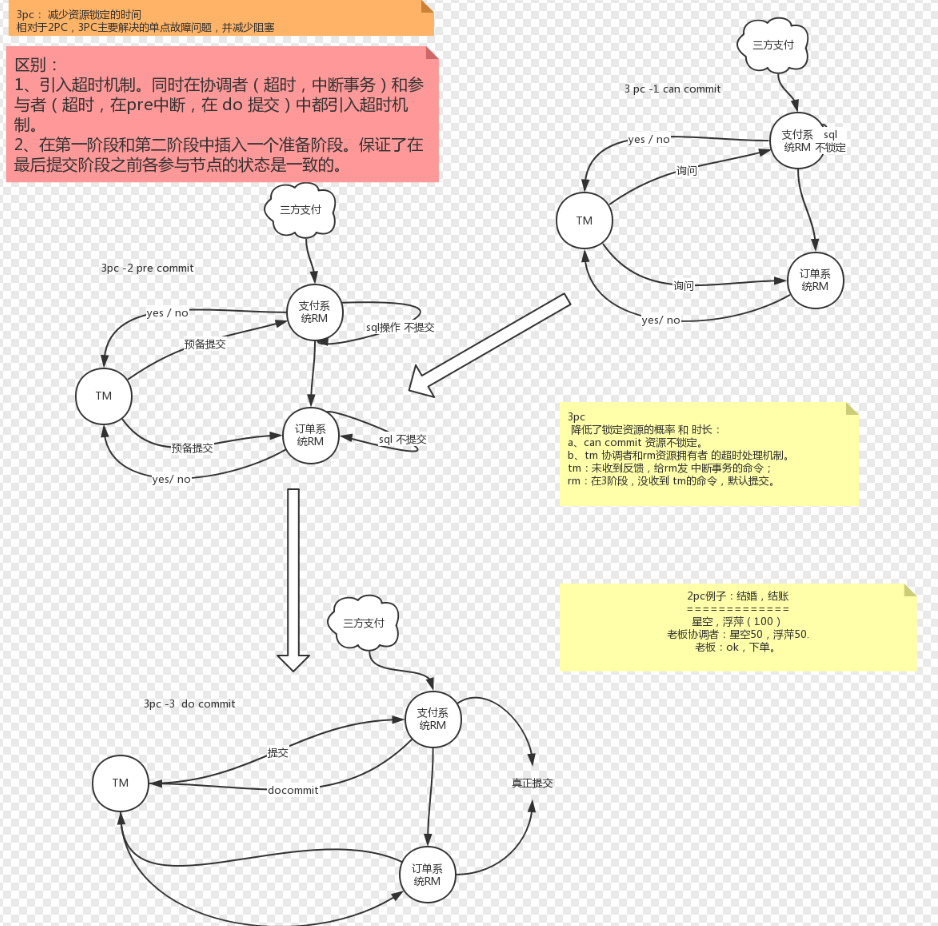 3pc： 减少资源锁定的时间
相对于2PC，3PC主要解决的单点故障问题，并减少阻塞
区别：
1、引入超时机制。同时在协调者（超时，中断事务）和参
与者（超时，在pre中断，在 do 提交）中都引入超时机
制。
2、在第一阶段和第二阶段中插入一个准备阶段。保证了在
最后提交阶段之前各参与节点的状态是一致的。
三方支付
3 pc -1 can commit
支付系
统RM
sql
不锁定
yes / no
询问
TM
询问
订单系
统RM
yes/ no
三方支付
3pc -2 pre commit
支付系
统RM
yes / no
sql操作 不提交
预备提交
TM
订单系
统RM
sql 不提交
预备提交
yes/ no
3pc
降低了锁定资源的概率 和 时长：
a、can commit 资源不锁定。
b、tm 协调者和rm资源拥有者 的超时处理机制。
tm：未收到反馈，给rm发 中断事务的命令；
rm：在3阶段，没收到 tm的命令，默认提交。
2pc例子：结婚，结账
=============
星空，浮萍（100）
老板协调者：星空50，浮萍50.
老板：ok，下单。
三方支付
3pc -3  do commit
支付系
统RM
提交
TM
docommit
真正提交
订单系
统RM